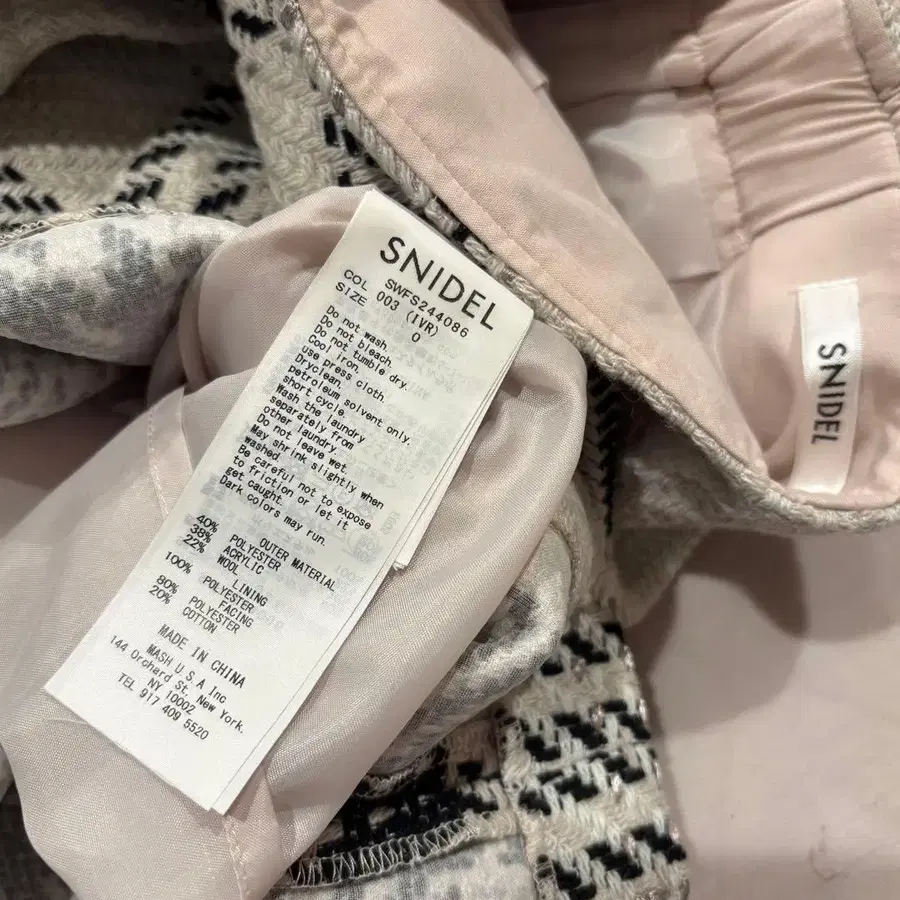 SNIDEL
SWFS244086
COL 003 (IVR)
SIZE 0
Do not wash.
Do not bleach.
Do not tumble dry.
Cool iron.
use press cloth.
Dryclean.
petroleum solvent only.
short cycle.
Wash the laundry
separately from
other laundry.
Do not leave wet.
May shrink slightly when
washed
Be careful not to expose
to friction or let it
get caught.
Dark colors may run.
OUTER MATERIAL
40% POLYESTER
38% ACRYLIC
22% WOOL
LINING
100% POLYESTER
FACING
80% POLYESTER
20% COTTON
MADE IN CHINA
MASH U.S.A Inc
144 Orchard St, New York.
NY 10002
TEL 917 409 5520
SNIDEL